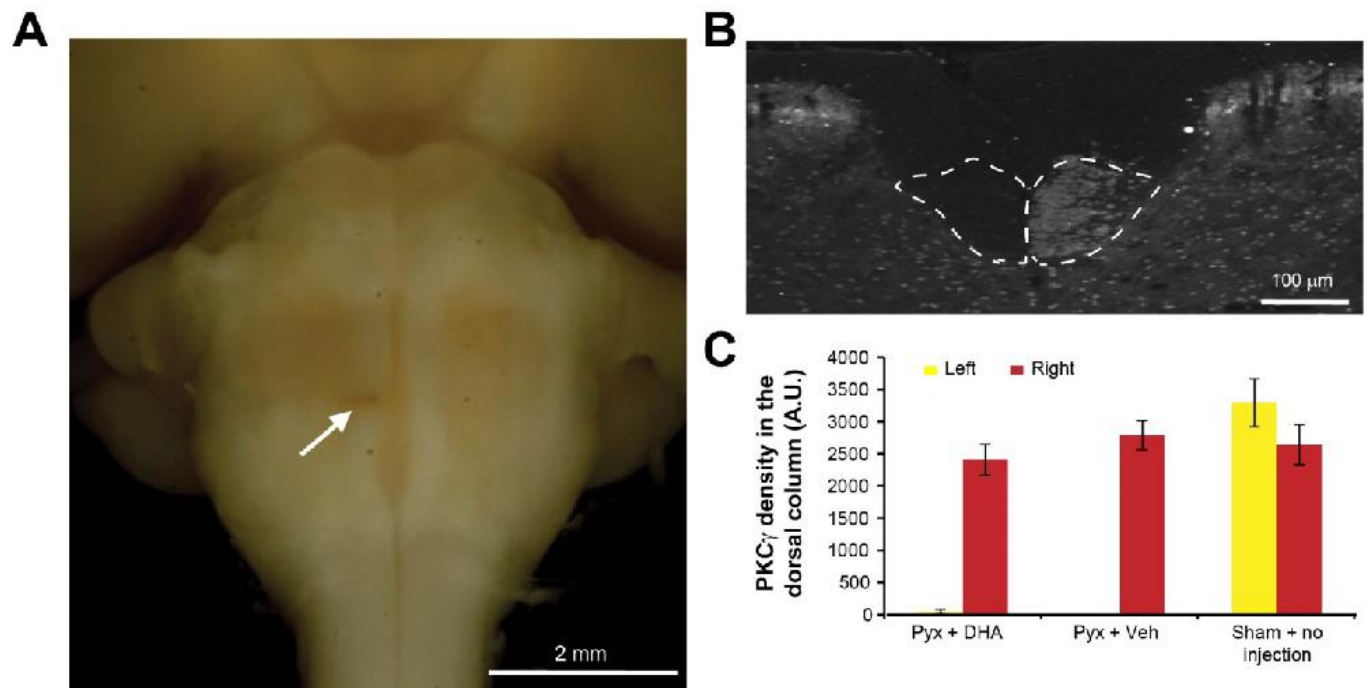 A
2 mm
B
100 μm
C
Left Right
PKCγ density in the
dorsal column (A.U.)
4000
3500
3000
2500
2000
1500
1000
500
0
Pyx + DHA
Pyx + Veh
Sham + no
injection